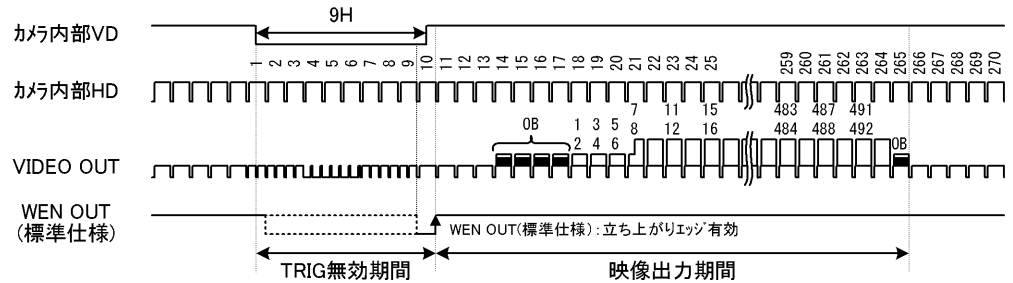 9H
ｶﾒﾗ内部VD
1 2 3 4 5 6 7 8 9 10 11 12 13 14 15 16 17 18 19 20 21 22 23 24 25 259 260 261 262 263 264 265 266 267 268 269 270
ｶﾒﾗ内部HD
OB 1 3 5 7 11 15 483 487 491
2 4 6 8 12 16 484 488 492 OB
VIDEO OUT
WEN OUT
(標準仕様)
WEN OUT(標準仕様)：立ち上がりｴｯｼﾞ有効
TRIG無効期間
映像出力期間